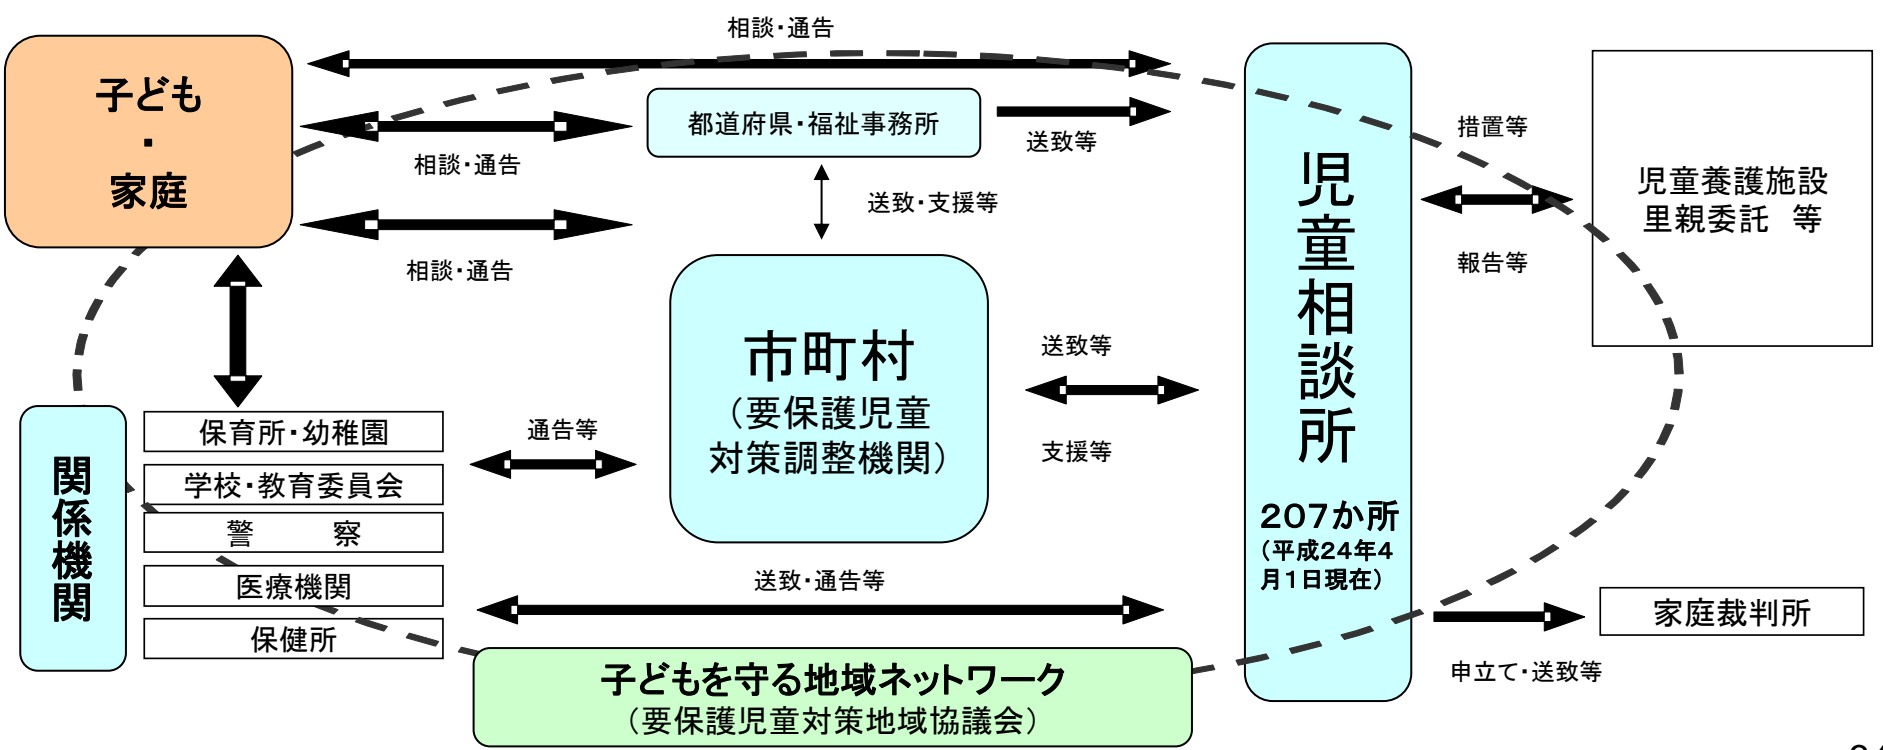 相談・通告
子ども
・
家庭
都道府県・福祉事務所
送致等
相談・通告
送致・支援等
相談・通告
措置等
児童養護施設
里親委託　等
報告等
児童相談所
207か所
（平成24年4
月1日現在）
市町村
（要保護児童
対策調整機関）
送致等
支援等
通告等
関係機関
保育所・幼稚園
学校・教育委員会
警　　察
医療機関
保健所
送致・通告等
家庭裁判所
申立て・送致等
子どもを守る地域ネットワーク
（要保護児童対策地域協議会）